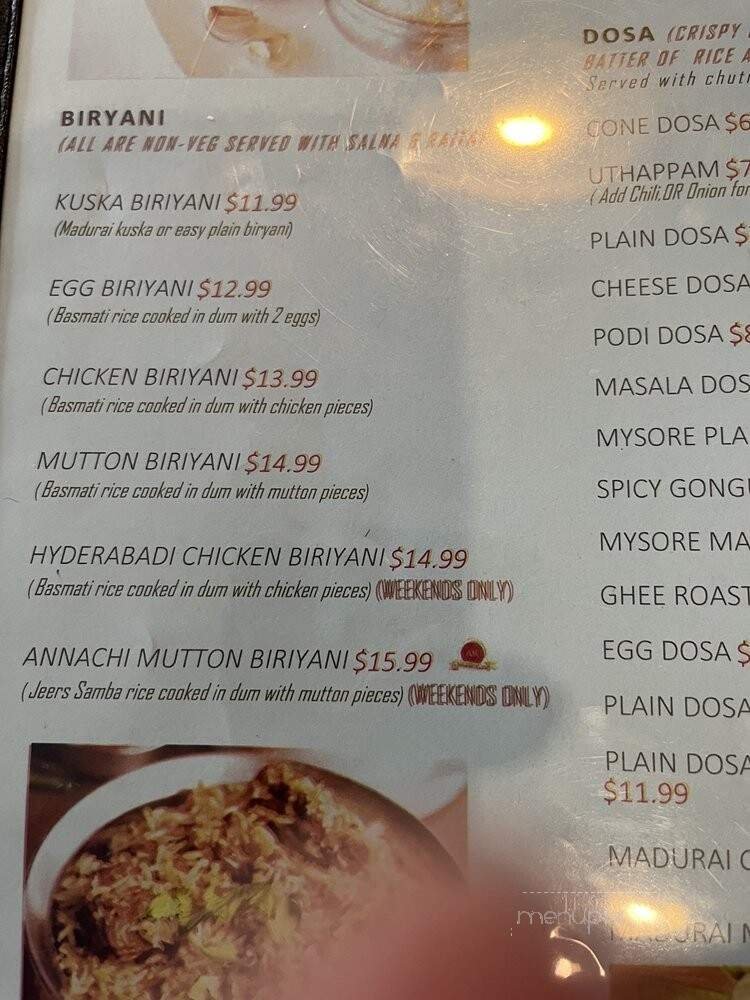 BIRYANI
(ALL ARE NON-VEG SERVED WITH SALNA & RAITA
KUSKA BIRIYANI $11.99
(Madurai kuska or easy plain biryani)
EGG BIRIYANI $12.99
(Basmati rice cooked in dum with 2 eggs)
CHICKEN BIRIYANI $13.99
(Basmati rice cooked in dum with chicken pieces)
MUTTON BIRIYANI $14.99
(Basmati rice cooked in dum with mutton pieces)
HYDERABADI CHICKEN BIRIYANI $14.99
(Basmati rice cooked in dum with chicken pieces) (WEEKENDS ONLY)
ANNACHI MUTTON BIRIYANI $15.99
(Jeers Samba rice cooked in dum with mutton pieces) (WEEKENDS ONLY)
DOSA (CRISPY
BATTER OF RICE A
Served with chut
CONE DOSA $6
UTHAPPAM $7
(Add Chili,OR Onion for
PLAIN DOSA $
CHEESE DOSA
PODI DOSA $8
MASALA DOS
MYSORE PLA
SPICY GONGU
MYSORE MA
GHEE ROAST
EGG DOSA $
PLAIN DOSA
PLAIN DOSA
$11.99
MADURAI C
MADURAI
menup